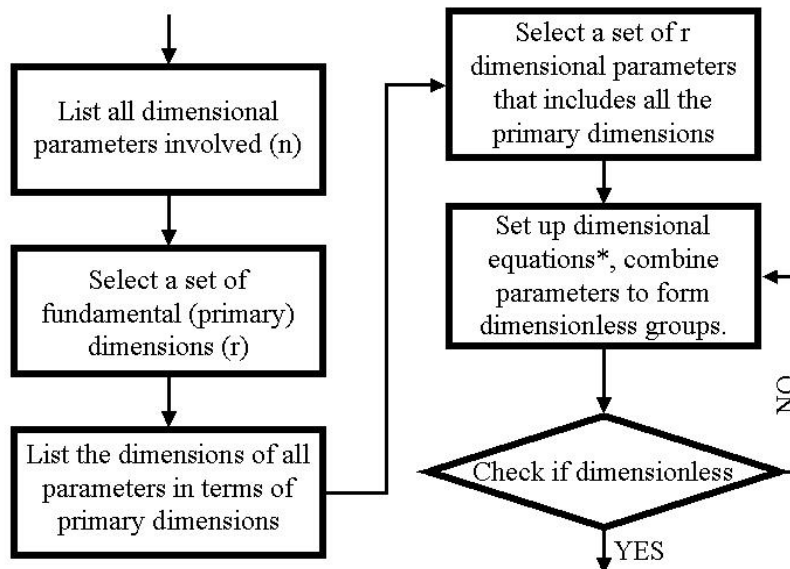 List all dimensional
parameters involved (n)
Select a set of
fundamental (primary)
dimensions (r)
List the dimensions of all
parameters in terms of
primary dimensions
Select a set of r
dimensional parameters
that includes all the
primary dimensions
Set up dimensional
equations*, combine
parameters to form
dimensionless groups.
Check if dimensionless
NO
YES